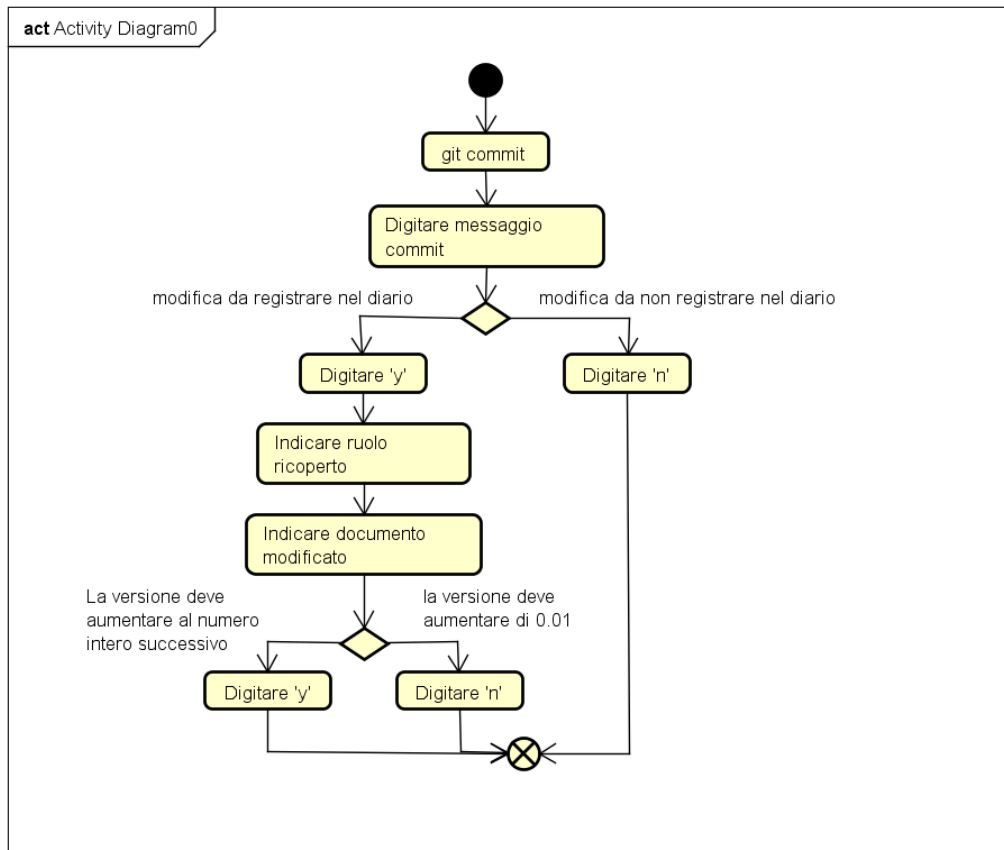 act Activity Diagram0
git commit
Digitare messaggio
commit
modifica da registrare nel diario
modifica da non registrare nel diario
Digitare 'y'
Digitare 'n'
Indicare ruolo
ricoperto
Indicare documento
modificato
La versione deve
aumentare al numero
intero successivo
la versione deve
aumentare di 0.01
Digitare 'y'
Digitare 'n'